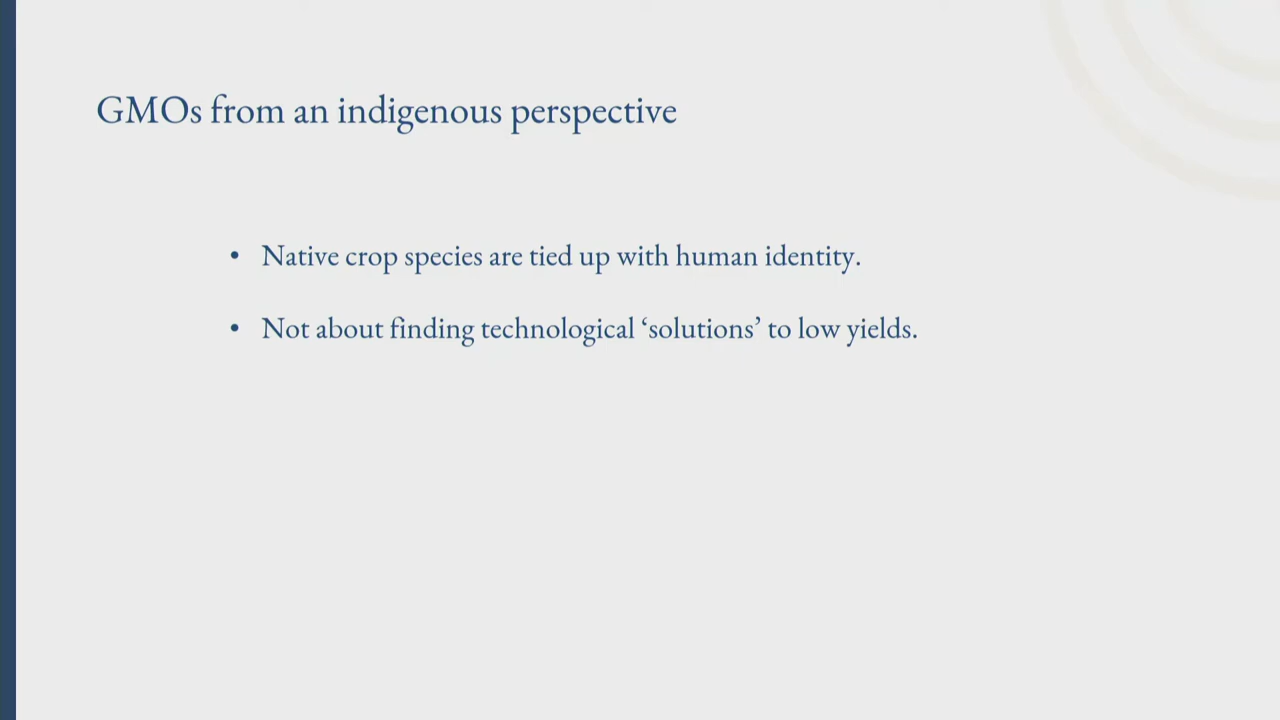 GMOs from an indigenous perspective
• Native crop species are tied up with human identity.
• Not about finding technological ‘solutions’ to low yields.